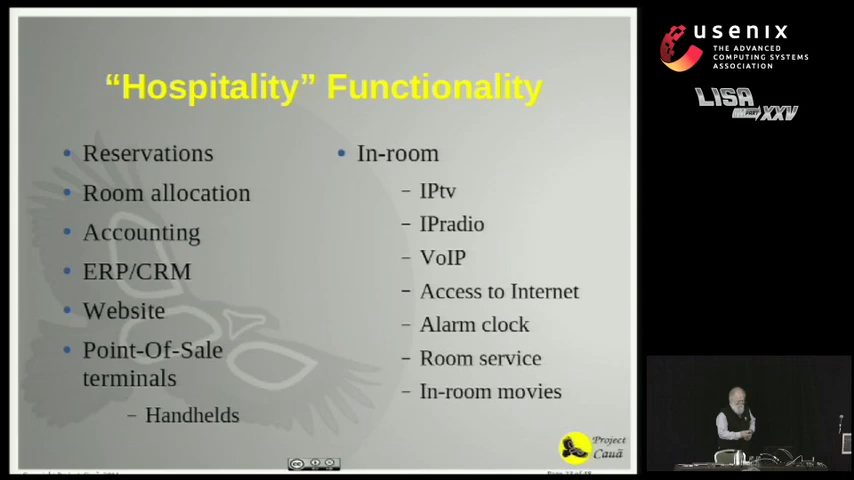 "Hospitality" Functionality
• Reservations
• Room allocation
• Accounting
• ERP/CRM
• Website
• Point-Of-Sale
terminals
– Handhelds
• In-room
– IPtv
– IPradio
– VoIP
– Access to Internet
– Alarm clock
– Room service
– In-room movies
Project
Cauã
usenix
THE ADVANCED
COMPUTING SYSTEMS
ASSOCIATION
LISA
XXV